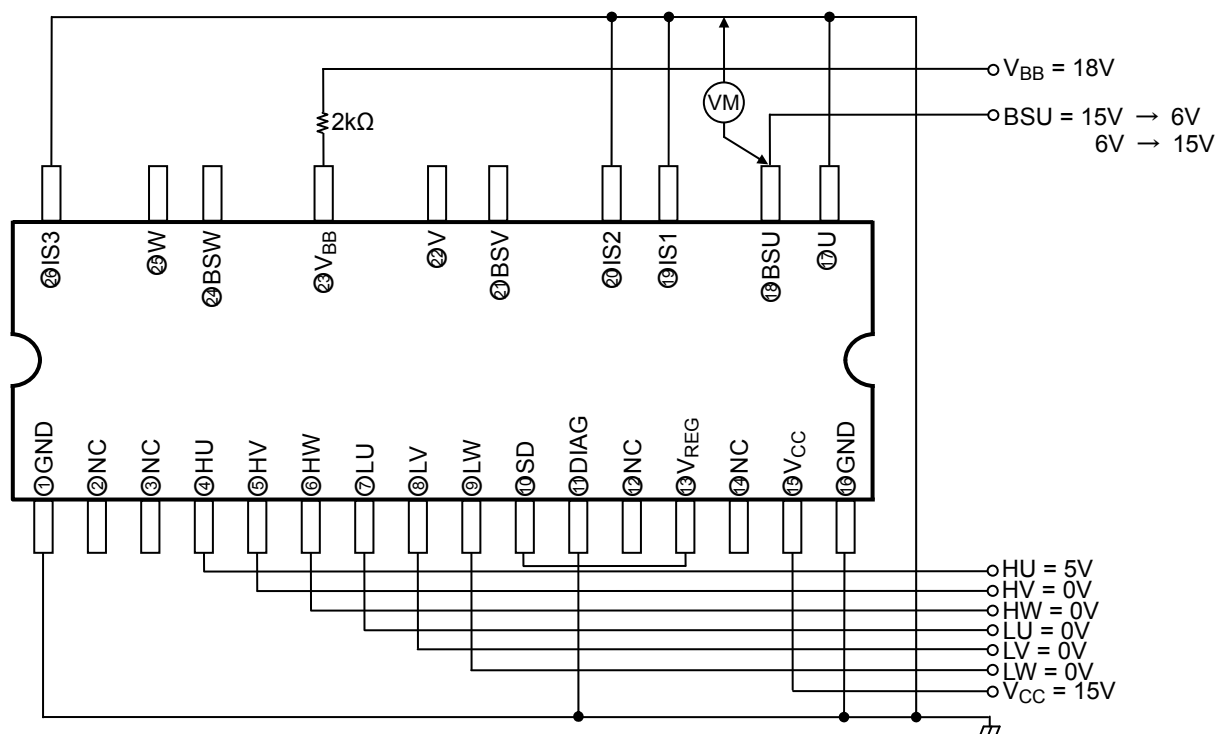 V_BB = 18V
VM
BSU = 15V → 6V
6V → 15V
2kΩ
㉖IS3
㉕W
㉔BSW
㉓V_BB
㉒V
㉑BSV
⑳IS2
⑲IS1
⑱BSU
⑰U
①GND
②NC
③NC
④HU
⑤HV
⑥HW
⑦LU
⑧LV
⑨LW
⑩SD
⑪DIAG
⑫NC
⑬V_REG
⑭NC
⑮V_CC
⑯GND
HU = 5V
HV = 0V
HW = 0V
LU = 0V
LV = 0V
LW = 0V
V_CC = 15V